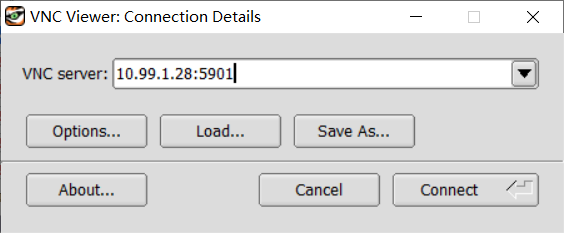 VNC Viewer: Connection Details
VNC server: 10.99.1.28:5901
Options... Load... Save As...
About... Cancel Connect